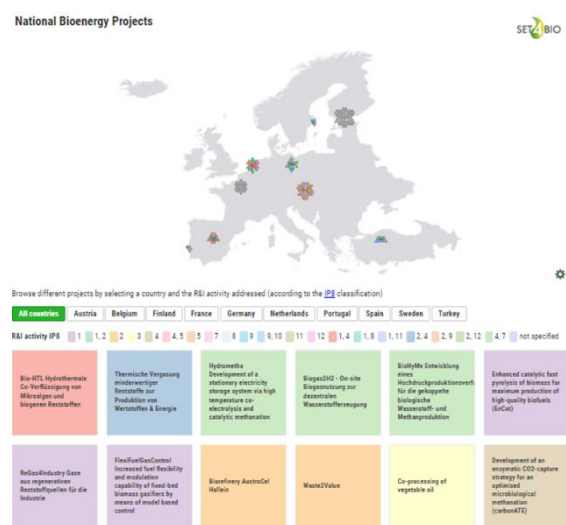 National Bioenergy Projects
SET4BIO
Browse different projects by selecting a country and the R&I activity addressed (according to the IP8 classification)
All countries Austria Belgium Finland France Germany Netherlands Portugal Spain Sweden Turkey
R&I activity IP8 1 1, 2 2 3 4 4, 5 5 7 8 9 9, 10 11 12 1, 4 1, 8 1, 11 2, 4 2, 9 2, 12 4, 7 not specified
Bio-HTL Hydrothermale
Co-Verflüssigung von
Mikroalgen und
biogenen Reststoffen
Thermische Vergasung
minderwertiger
Reststoffe zur
Produktion von
Wertstoffen & Energie
Hydrometha
Development of a
stationary electricity
storage system via high
temperature co-
electrolysis and
catalytic methanation
Biogas2H2 - On-site
Biogasnutzung zur
dezentralen
Wasserstofferzeugung
BioHyMe Entwicklung
eines
Hochdruckproduktionsverf
für die gekoppelte
biologische
Wasserstoff- und
Methanproduktion
Enhanced catalytic fast
pyrolysis of biomass for
maximum production of
high-quality biofuels
(EnCat)
ReGas4Industry Gase
aus regenerativen
Reststoffquellen für die
Industrie
FlexiFuelGasControl
Increased fuel flexibility
and modulation
capability of fixed-bed
biomass gasifiers by
means of model based
control
Biorefinery AustroCel
Hallein
Waste2Value
Co-processing of
vegetable oil
Development of an
enzymatic CO2-capture
strategy for an
optimised
microbiological
methanation
(carbonATE)